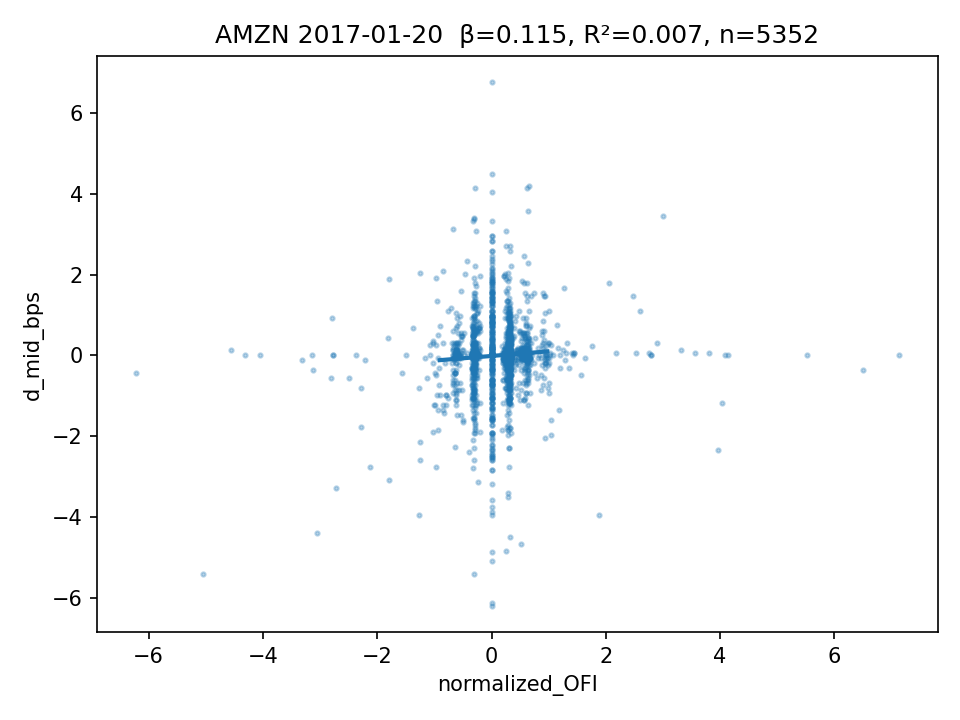 AMZN 2017-01-20  β=0.115, R²=0.007, n=5352
d_mid_bps
6
4
2
0
−2
−4
−6
−6 −4 −2 0 2 4 6
normalized_OFI